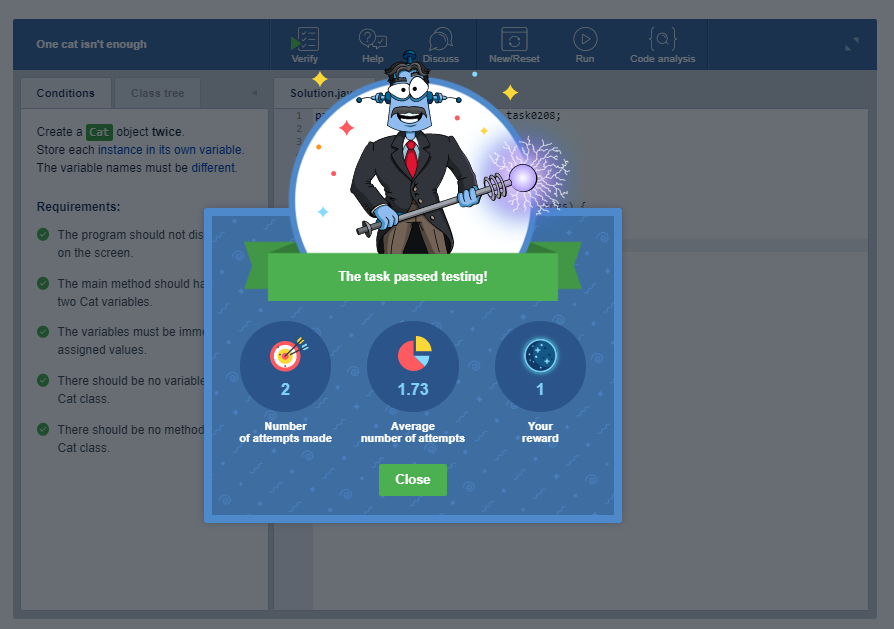 One cat isn't enough
Verify
Help
Discuss
New/Reset
Run
Code analysis
Conditions
Class tree
Solution.jav
Create a Cat object twice.
Store each instance in its own variable.
The variable names must be different.
Requirements:
The program should not dis
on the screen.
The main method should ha
two Cat variables.
The variables must be imme
assigned values.
There should be no variable
Cat class.
There should be no method
Cat class.
1 p task0208;
2
3
) {
The task passed testing!
2
Number
of attempts made
1.73
Average
number of attempts
1
Your
reward
Close